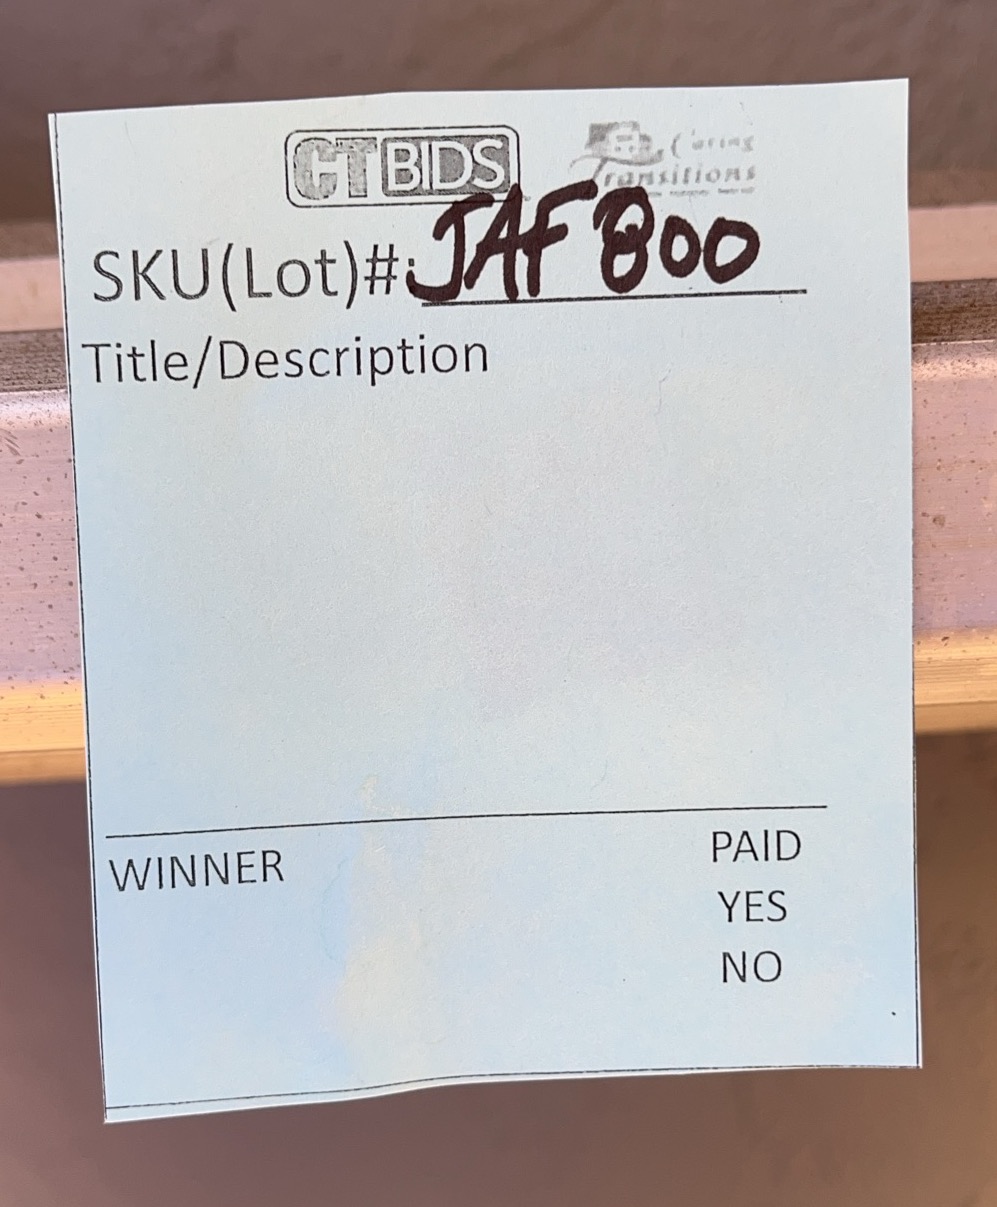 CTBIDS Caring
Transitions
SKU(Lot)#: JAF800
Title/Description
WINNER PAID
YES
NO